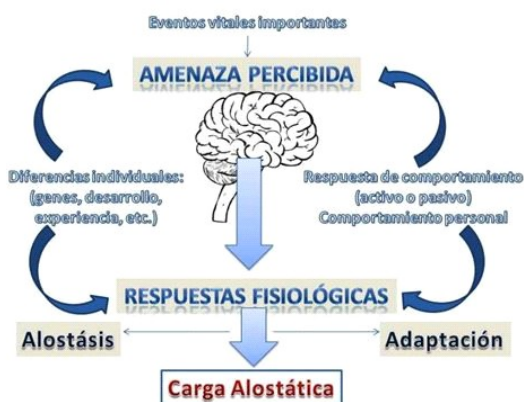 Eventos vitales importantes
AMENAZA PERCIBIDA
Diferencias individuales:
(genes, desarrollo,
experiencia, etc.)
Respuesta de comportamiento
(activo o pasivo)
Comportamiento personal
RESPUESTAS FISIOLÓGICAS
Alostásis
Adaptación
Carga Alostática